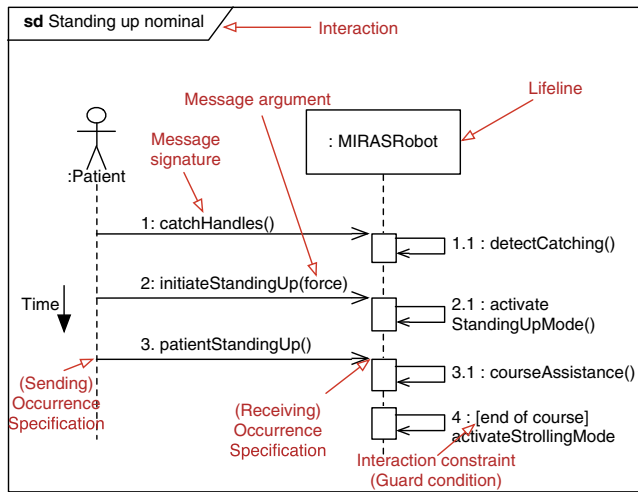 sd Standing up nominal
Interaction
Message argument
Lifeline
Message
signature
: MIRASRobot
:Patient
1: catchHandles()
1.1 : detectCatching()
2: initiateStandingUp(force)
Time
2.1 : activate
StandingUpMode()
3. patientStandingUp()
3.1 : courseAssistance()
(Sending)
Occurrence
Specification
(Receiving)
Occurrence
Specification
4 : [end of course]
activateStrollingMode
Interaction constraint
(Guard condition)